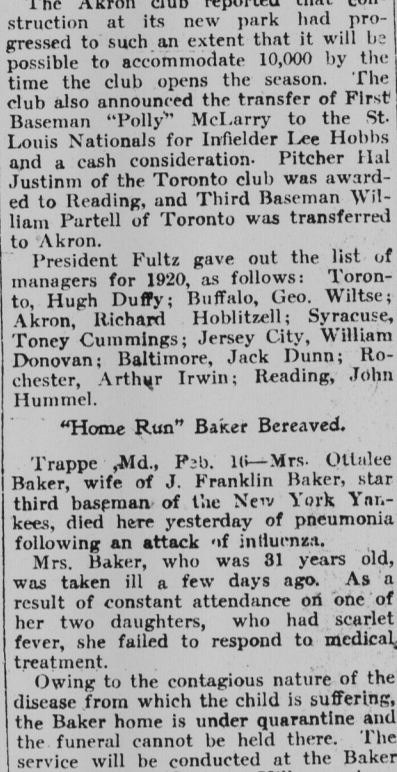 The Akron club reported that con-
struction at its new park had pro-
gressed to such an extent that it will be
possible to accommodate 10,000 by the
time the club opens the season. The
club also announced the transfer of First
Baseman "Polly" McLarry to the St.
Louis Nationals for Infielder Lee Hobbs
and a cash consideration. Pitcher Hal
Justinm of the Toronto club was award-
ed to Reading, and Third Baseman Wil-
liam Partell of Toronto was transferred
to Akron.
President Fultz gave out the list of
managers for 1920, as follows: Toron-
to, Hugh Duffy; Buffalo, Geo. Wiltse;
Akron, Richard Hoblitzell; Syracuse,
Toney Cummings; Jersey City, William
Donovan; Baltimore, Jack Dunn; Ro-
chester, Arthur Irwin; Reading, John
Hummel.
"Home Run" Baker Bereaved.
Trappe ,Md., Feb. 16—Mrs. Ottalee
Baker, wife of J. Franklin Baker, star
third baseman of the New York Yan-
kees, died here yesterday of pneumonia
following an attack of influenza.
Mrs. Baker, who was 31 years old,
was taken ill a few days ago. As a
result of constant attendance on one of
her two daughters, who had scarlet
fever, she failed to respond to medical
treatment.
Owing to the contagious nature of the
disease from which the child is suffering,
the Baker home is under quarantine and
the funeral cannot be held there. The
service will be conducted at the Baker